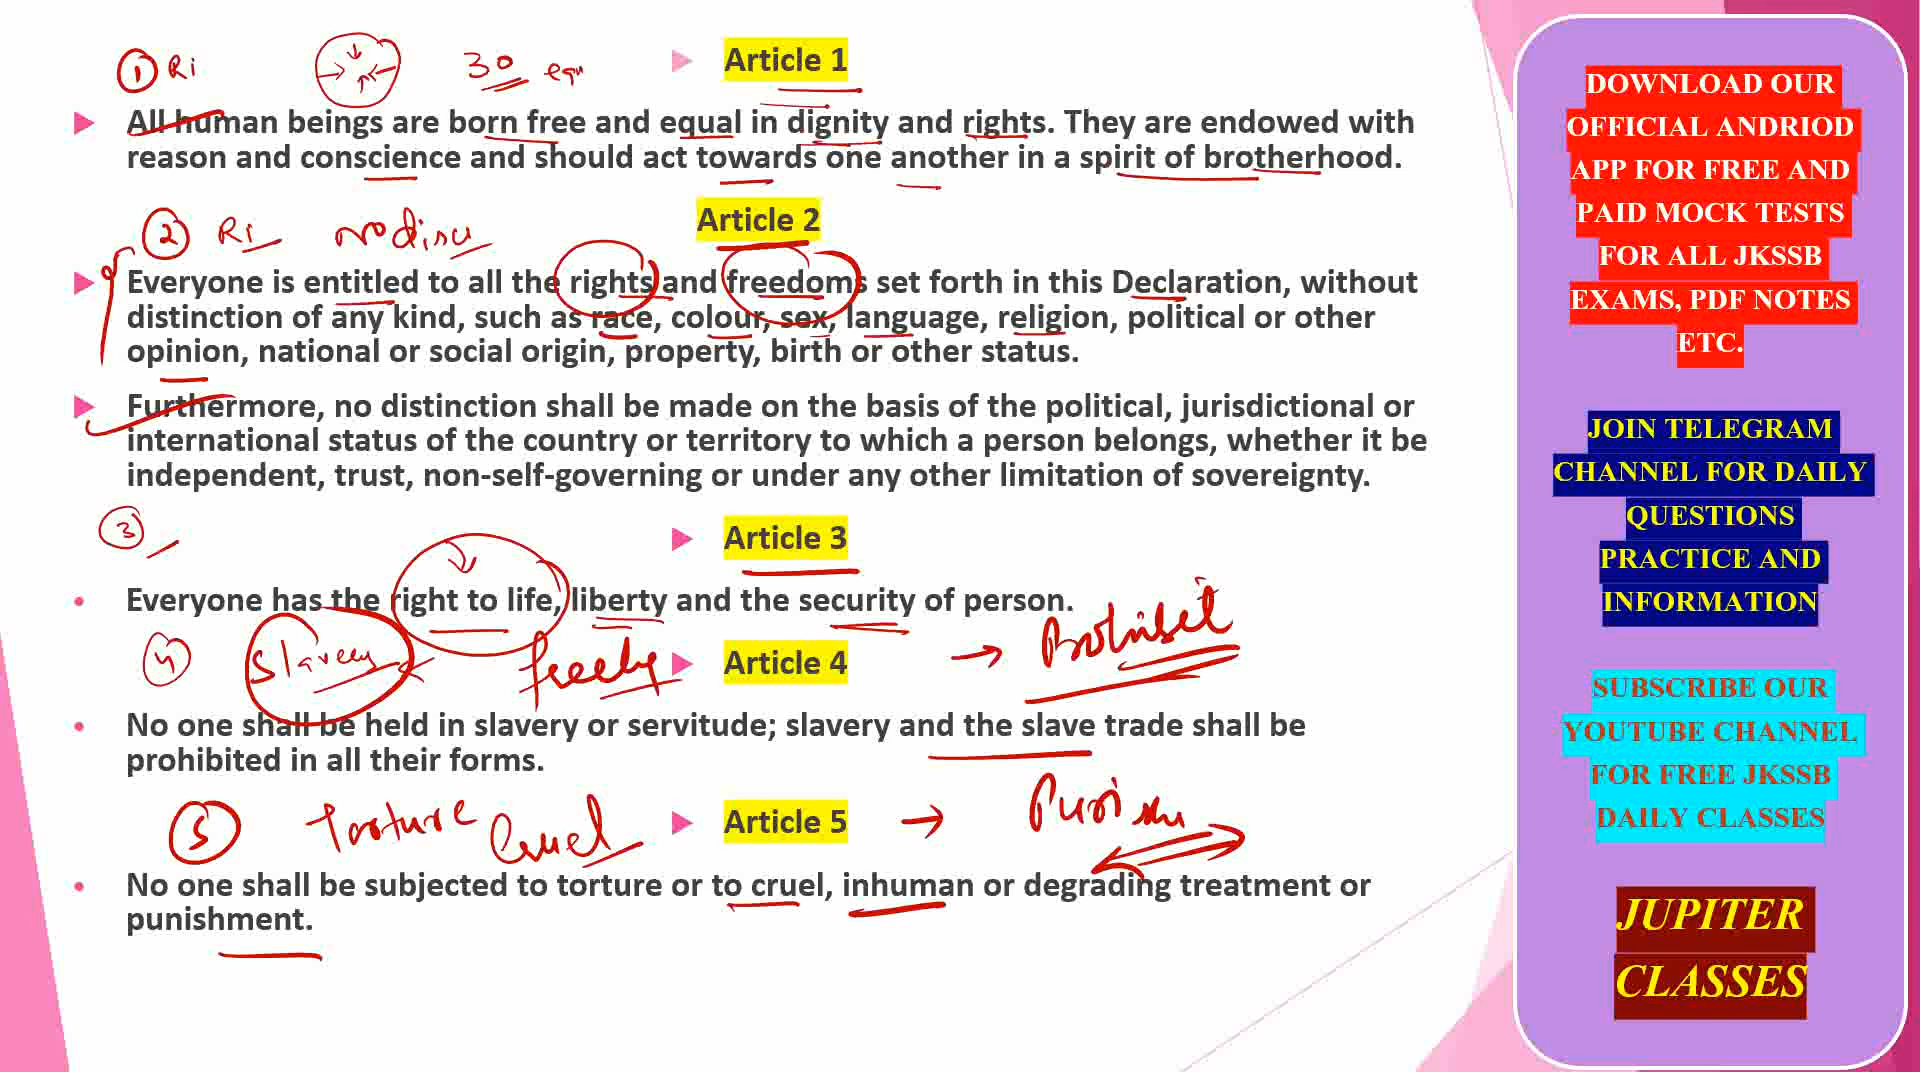 ① Ri 30 equ Article 1
All human beings are born free and equal in dignity and rights. They are endowed with
reason and conscience and should act towards one another in a spirit of brotherhood.
② Ri no discu Article 2
Everyone is entitled to all the rights and freedoms set forth in this Declaration, without
distinction of any kind, such as race, colour, sex, language, religion, political or other
opinion, national or social origin, property, birth or other status.
Furthermore, no distinction shall be made on the basis of the political, jurisdictional or
international status of the country or territory to which a person belongs, whether it be
independent, trust, non-self-governing or under any other limitation of sovereignty.
③ Article 3
Everyone has the right to life, liberty and the security of person.
④ Slavery freely Article 4 → Prohibit
No one shall be held in slavery or servitude; slavery and the slave trade shall be
prohibited in all their forms.
⑤ Torture Cruel Article 5 →
No one shall be subjected to torture or to cruel, inhuman or degrading treatment or
punishment.
DOWNLOAD OUR
OFFICIAL ANDRIOD
APP FOR FREE AND
PAID MOCK TESTS
FOR ALL JKSSB
EXAMS, PDF NOTES
ETC.
JOIN TELEGRAM
CHANNEL FOR DAILY
QUESTIONS
PRACTICE AND
INFORMATION
SUBSCRIBE OUR
YOUTUBE CHANNEL
FOR FREE JKSSB
DAILY CLASSES
JUPITER
CLASSES